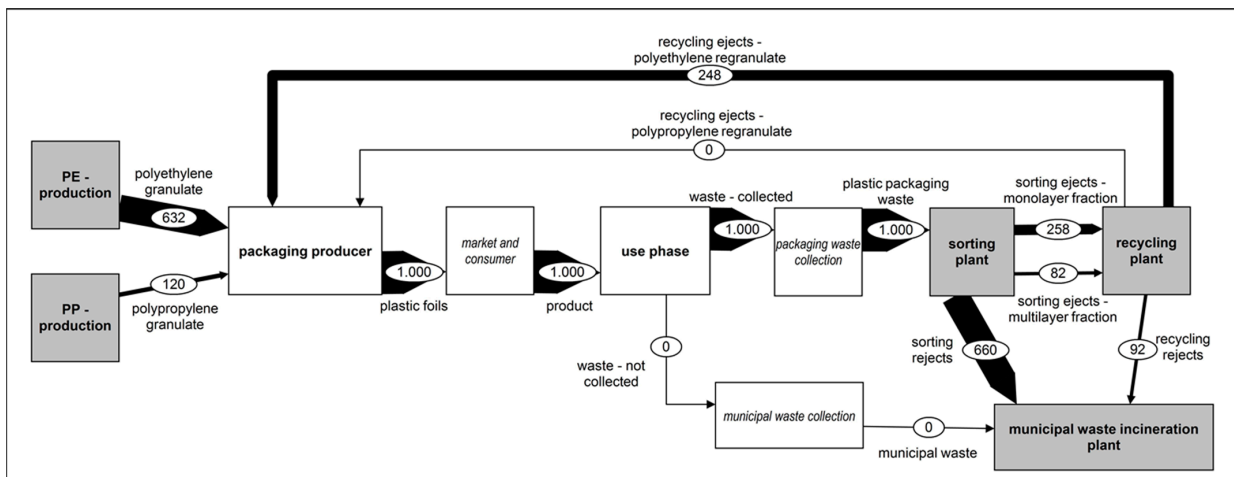 recycling ejects -
polyethylene regranulate
248
recycling ejects -
polypropylene regranulate
0
PE -
production
polyethylene
granulate
632
packaging producer
PP -
production
120
polypropylene
granulate
1.000
plastic foils
market and
consumer
1.000
product
use phase
waste - collected
1.000
packaging waste
collection
plastic packaging
waste
1.000
sorting
plant
sorting ejects -
monolayer fraction
258
82
sorting ejects -
multilayer fraction
recycling
plant
0
waste - not
collected
municipal waste collection
0
municipal waste
sorting
rejects
660
92
recycling
rejects
municipal waste incineration
plant